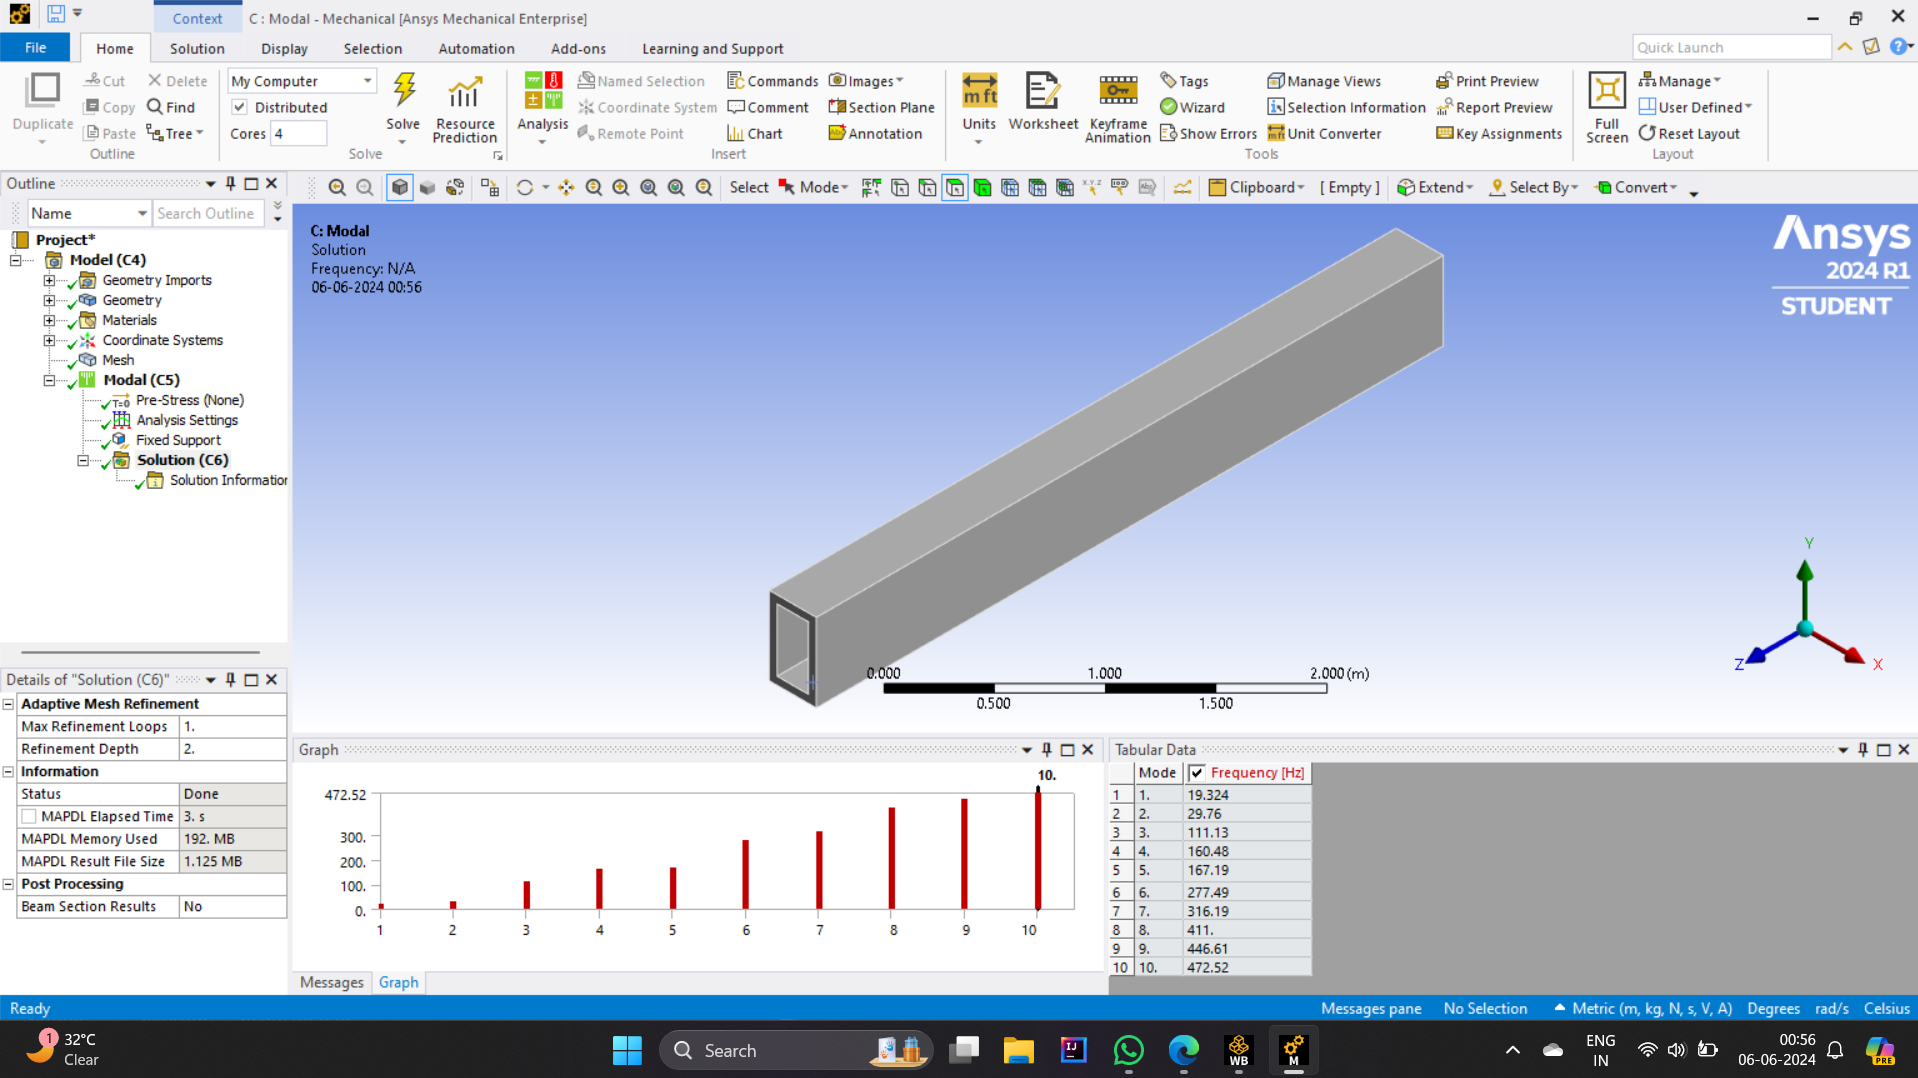 Context
C : Modal - Mechanical [Ansys Mechanical Enterprise]
File
Home
Solution
Display
Selection
Automation
Add-ons
Learning and Support
Quick Launch
Duplicate
Cut
Delete
Copy
Find
Paste
Tree
Outline
My Computer
Distributed
Cores 4
Solve
Resource Prediction
Solve
Analysis
Named Selection
Coordinate System
Remote Point
Commands
Comment
Chart
Images
Section Plane
Annotation
Insert
Units
Worksheet
Keyframe Animation
Tags
Wizard
Show Errors
Manage Views
Selection Information
Unit Converter
Print Preview
Report Preview
Key Assignments
Tools
Full Screen
Manage
User Defined
Reset Layout
Layout
Outline
Name
Search Outline
Project*
Model (C4)
Geometry Imports
Geometry
Materials
Coordinate Systems
Mesh
Modal (C5)
Pre-Stress (None)
Analysis Settings
Fixed Support
Solution (C6)
Solution Information
Select
Mode
Clipboard
[ Empty ]
Extend
Select By
Convert
C: Modal
Solution
Frequency: N/A
06-06-2024 00:56
Ansys
2024 R1
STUDENT
Y
Z
X
0.000
1.000
2.000 (m)
0.500
1.500
Details of "Solution (C6)"
Adaptive Mesh Refinement
Max Refinement Loops 1.
Refinement Depth 2.
Information
Status Done
MAPDL Elapsed Time 3. s
MAPDL Memory Used 192. MB
MAPDL Result File Size 1.125 MB
Post Processing
Beam Section Results No
Graph
10.
472.52
300.
200.
100.
0.
1 2 3 4 5 6 7 8 9 10
Messages
Graph
Tabular Data
Mode Frequency [Hz]
1 1. 19.324
2 2. 29.76
3 3. 111.13
4 4. 160.48
5 5. 167.19
6 6. 277.49
7 7. 316.19
8 8. 411.
9 9. 446.61
10 10. 472.52
Ready
Messages pane
No Selection
Metric (m, kg, N, s, V, A)
Degrees
rad/s
Celsius
1
32°C
Clear
Search
IJ
WB
M
ENG
IN
00:56
06-06-2024
PRE